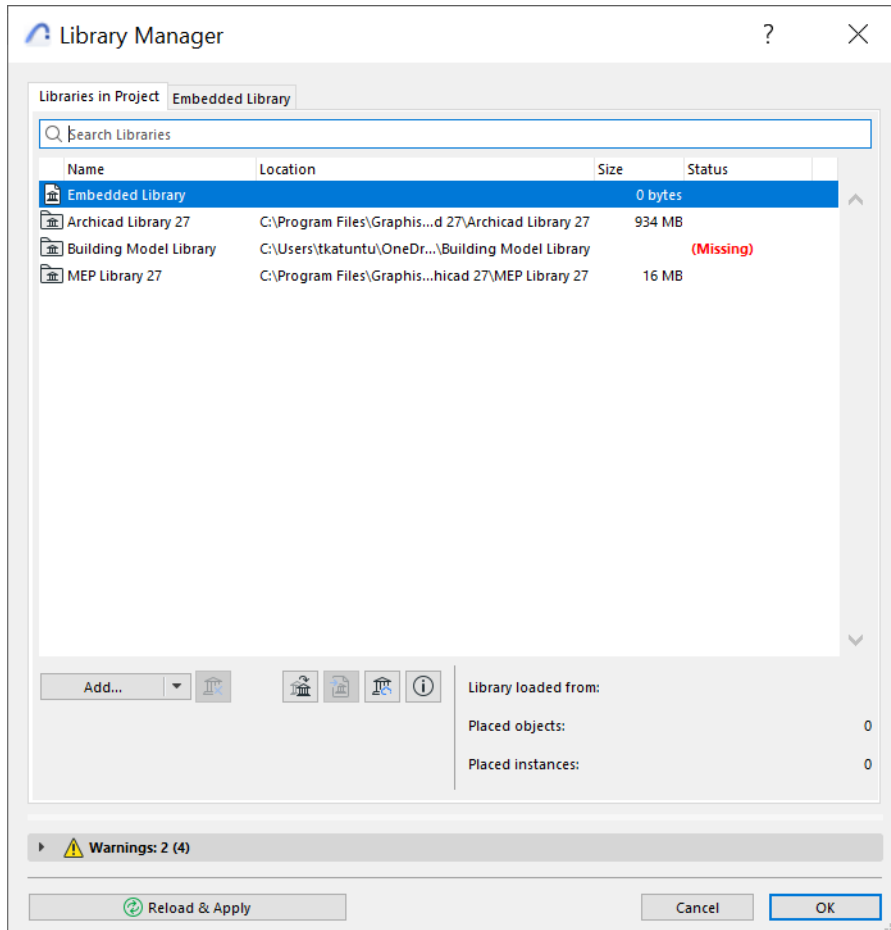 Library Manager ?
Libraries in Project Embedded Library
Search Libraries
Name Location Size Status
Embedded Library 0 bytes
Archicad Library 27 C:\Program Files\Graphis...d 27\Archicad Library 27 934 MB
Building Model Library C:\Users\tkatuntu\OneDr...\Building Model Library (Missing)
MEP Library 27 C:\Program Files\Graphis...hicad 27\MEP Library 27 16 MB
Add... Library loaded from:
Placed objects: 0
Placed instances: 0
Warnings: 2 (4)
Reload & Apply Cancel OK